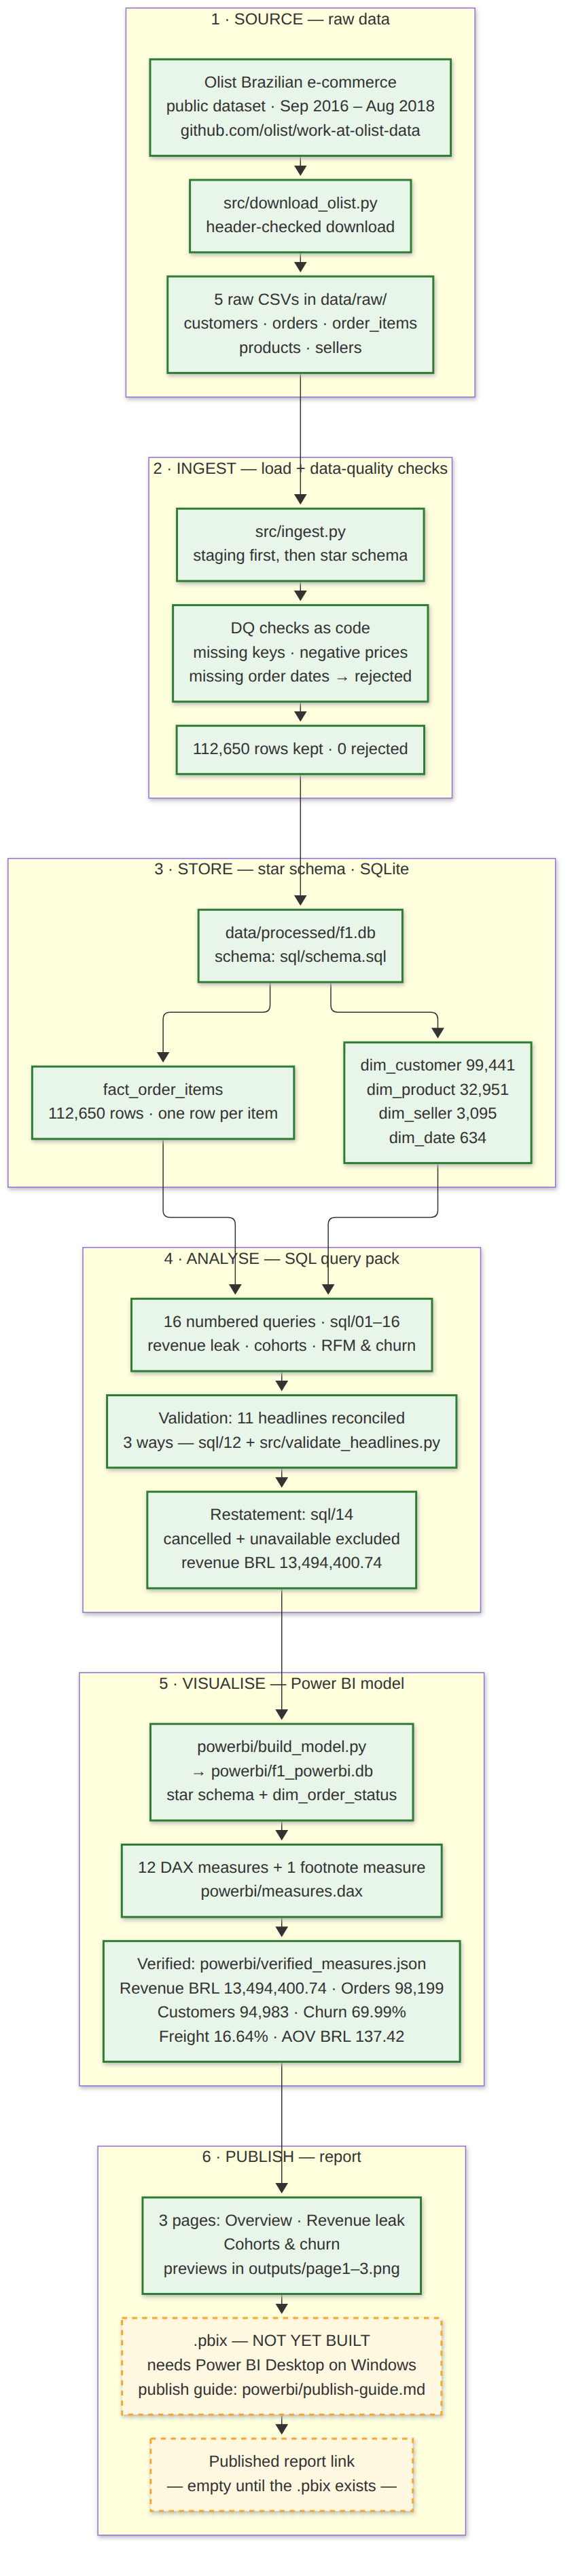 1 · SOURCE — raw data
Olist Brazilian e-commerce
public dataset · Sep 2016 – Aug 2018
github.com/olist/work-at-olist-data
src/download_olist.py
header-checked download
5 raw CSVs in data/raw/
customers · orders · order_items
products · sellers
2 · INGEST — load + data-quality checks
src/ingest.py
staging first, then star schema
DQ checks as code
missing keys · negative prices
missing order dates → rejected
112,650 rows kept · 0 rejected
3 · STORE — star schema · SQLite
data/processed/f1.db
schema: sql/schema.sql
fact_order_items
112,650 rows · one row per item
dim_customer 99,441
dim_product 32,951
dim_seller 3,095
dim_date 634
4 · ANALYSE — SQL query pack
16 numbered queries · sql/01–16
revenue leak · cohorts · RFM & churn
Validation: 11 headlines reconciled
3 ways — sql/12 + src/validate_headlines.py
Restatement: sql/14
cancelled + unavailable excluded
revenue BRL 13,494,400.74
5 · VISUALISE — Power BI model
powerbi/build_model.py
→ powerbi/f1_powerbi.db
star schema + dim_order_status
12 DAX measures + 1 footnote measure
powerbi/measures.dax
Verified: powerbi/verified_measures.json
Revenue BRL 13,494,400.74 · Orders 98,199
Customers 94,983 · Churn 69.99%
Freight 16.64% · AOV BRL 137.42
6 · PUBLISH — report
3 pages: Overview · Revenue leak
Cohorts & churn
previews in outputs/page1–3.png
.pbix — NOT YET BUILT
needs Power BI Desktop on Windows
publish guide: powerbi/publish-guide.md
Published report link
— empty until the .pbix exists —